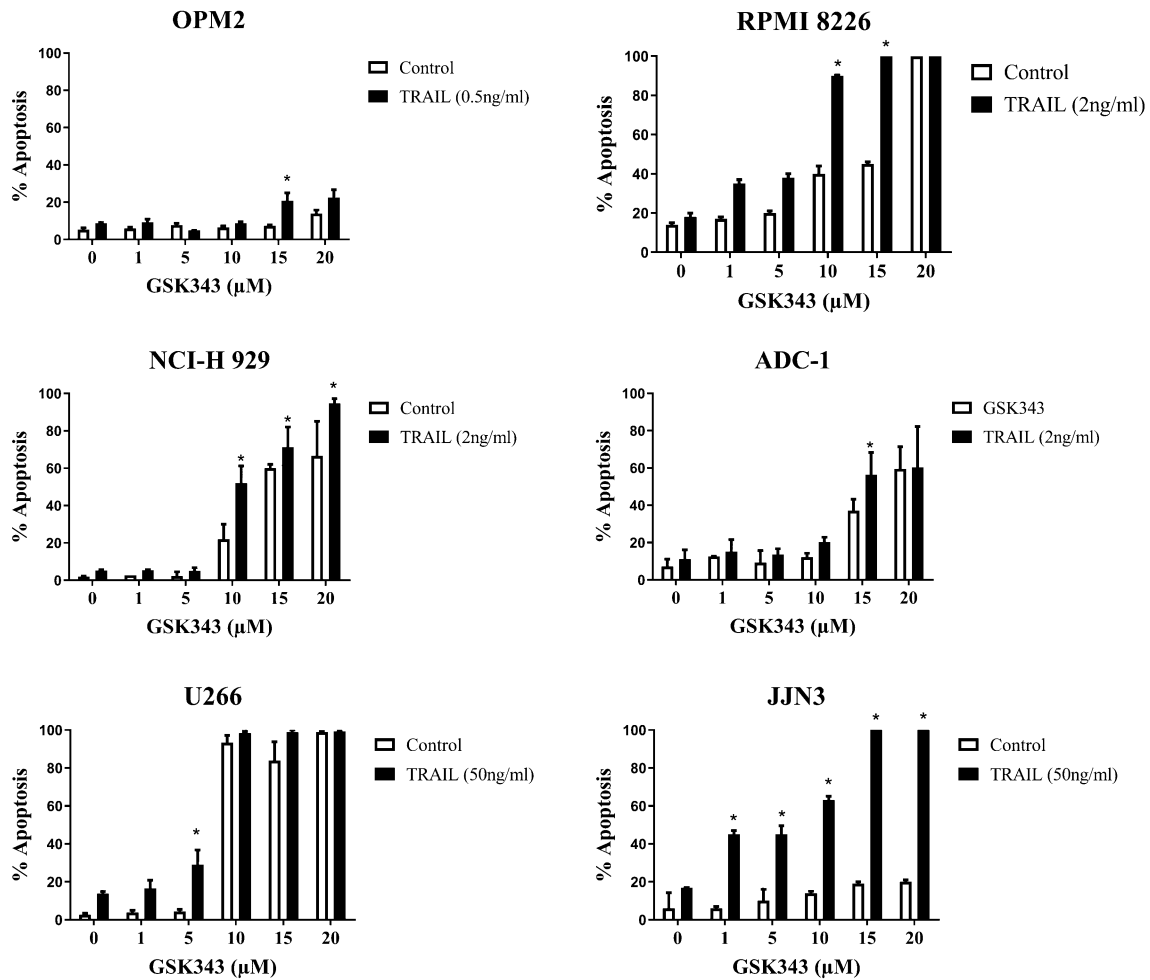 OPM2
% Apoptosis
100
80
60
40
20
0
*
0 1 5 10 15 20
GSK343 (µM)
Control
TRAIL (0.5ng/ml)
RPMI 8226
% Apoptosis
100
80
60
40
20
0
* *
0 1 5 10 15 20
GSK343 (µM)
Control
TRAIL (2ng/ml)
NCI-H 929
% Apoptosis
100
80
60
40
20
0
* * *
0 1 5 10 15 20
GSK343 (µM)
Control
TRAIL (2ng/ml)
ADC-1
% Apoptosis
100
80
60
40
20
0
*
0 1 5 10 15 20
GSK343 (µM)
GSK343
TRAIL (2ng/ml)
U266
% Apoptosis
100
80
60
40
20
0
*
0 1 5 10 15 20
GSK343 (µM)
Control
TRAIL (50ng/ml)
JJN3
% Apoptosis
100
80
60
40
20
0
* * * * *
0 1 5 10 15 20
GSK343 (µM)
Control
TRAIL (50ng/ml)